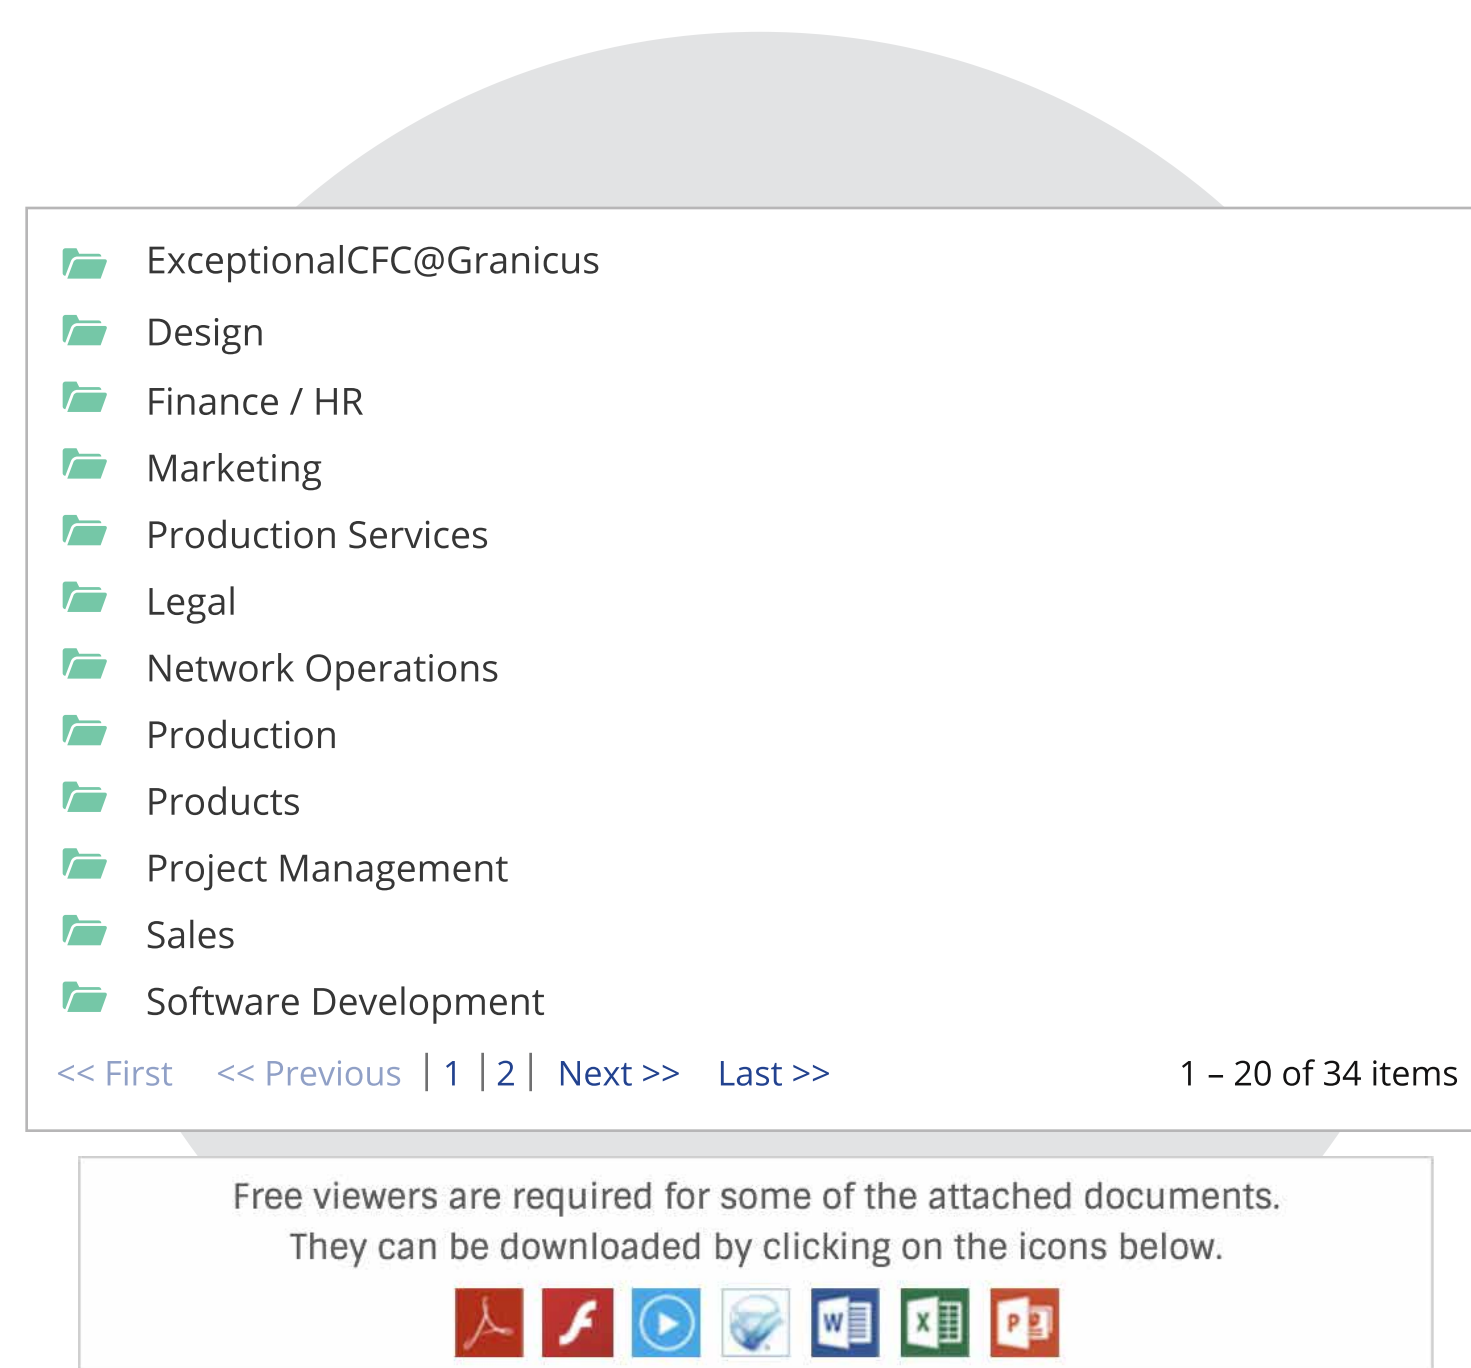 ExceptionalCFC@Granicus
Design
Finance / HR
Marketing
Production Services
Legal
Network Operations
Production
Products
Project Management
Sales
Software Development
<< First << Previous | 1 | 2 | Next >> Last >> 1 – 20 of 34 items
Free viewers are required for some of the attached documents.
They can be downloaded by clicking on the icons below.
W X P